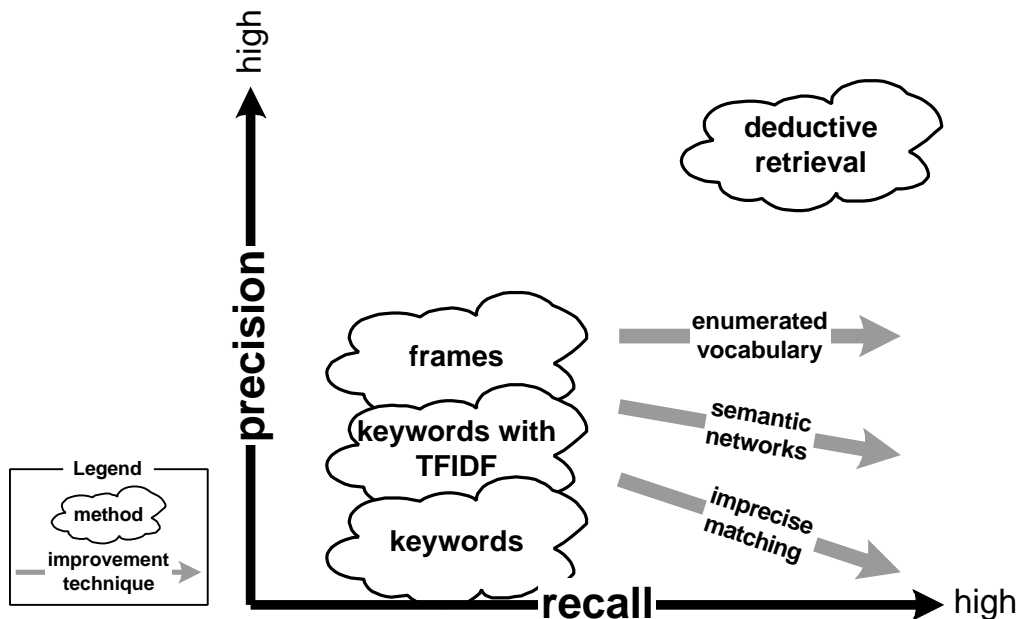 high
precision
deductive
retrieval
frames
keywords with
TFIDF
keywords
enumerated
vocabulary
semantic
networks
imprecise
matching
Legend
method
improvement
technique
recall
high